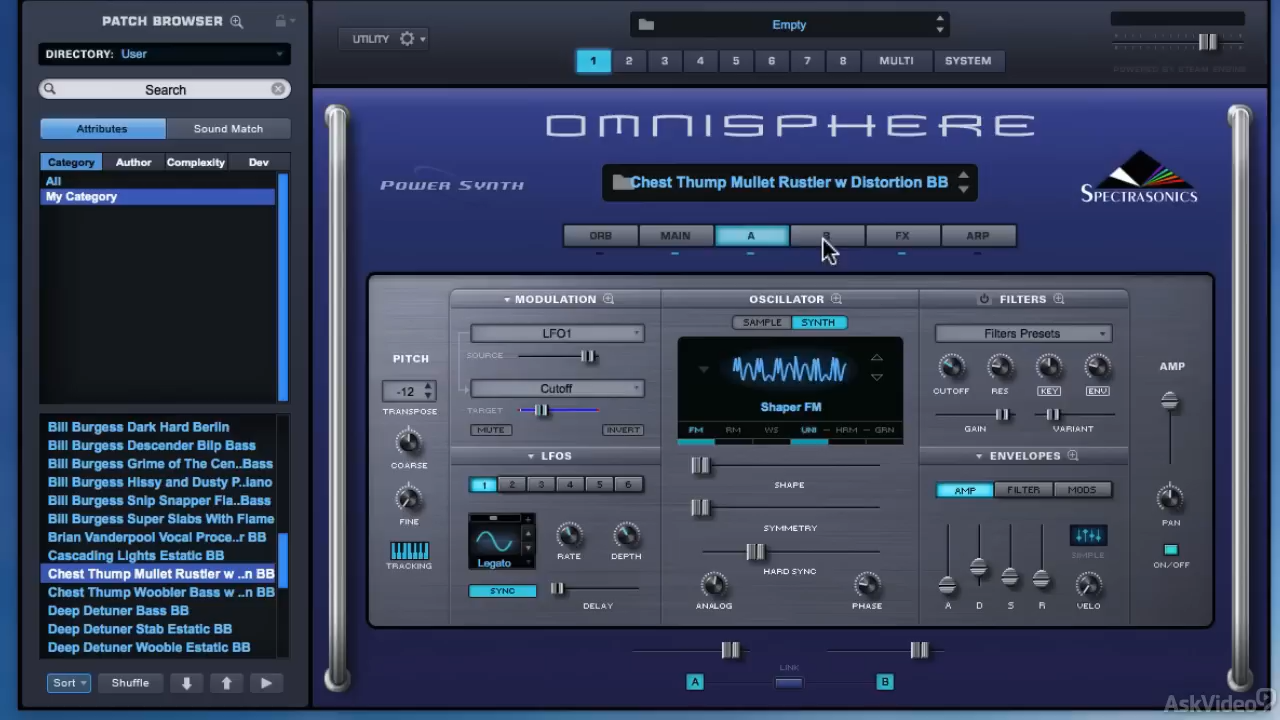 PATCH BROWSER
DIRECTORY: User
Search
Attributes
Sound Match
Category
Author
Complexity
Dev
All
My Category
Bill Burgess Dark Hard Berlin
Bill Burgess Descender Blip Bass
Bill Burgess Grime of The Cen..Bass
Bill Burgess Hissy and Dusty P..iano
Bill Burgess Snip Snapper Fla..Bass
Bill Burgess Super Slabs With Flame
Brian Vanderpool Vocal Proce..r BB
Cascading Lights Estatic BB
Chest Thump Mullet Rustler w ..n BB
Chest Thump Woobler Bass w ..n BB
Deep Detuner Bass BB
Deep Detuner Stab Estatic BB
Deep Detuner Wooble Estatic BB
Sort
Shuffle
UTILITY
Empty
1 2 3 4 5 6 7 8 MULTI SYSTEM
POWERED BY STEAM ENGINE
OMNISPHERE
POWER SYNTH
Chest Thump Mullet Rustler w Distortion BB
SPECTRASONICS
ORB MAIN A B FX ARP
PITCH
-12
TRANSPOSE
COARSE
FINE
TRACKING
MODULATION
LFO1
SOURCE
Cutoff
TARGET
MUTE
INVERT
LFOS
1 2 3 4 5 6
Legato
RATE
DEPTH
SYNC
DELAY
OSCILLATOR
SAMPLE
SYNTH
Shaper FM
FM RM WS UNI HRM GRN
SHAPE
SYMMETRY
HARD SYNC
ANALOG
PHASE
FILTERS
Filters Presets
CUTOFF
RES
KEY
ENV
GAIN
VARIANT
ENVELOPES
AMP
FILTER
MODS
SIMPLE
A D S R
VELO
AMP
PAN
ON/OFF
A
LINK
B
AskVideo